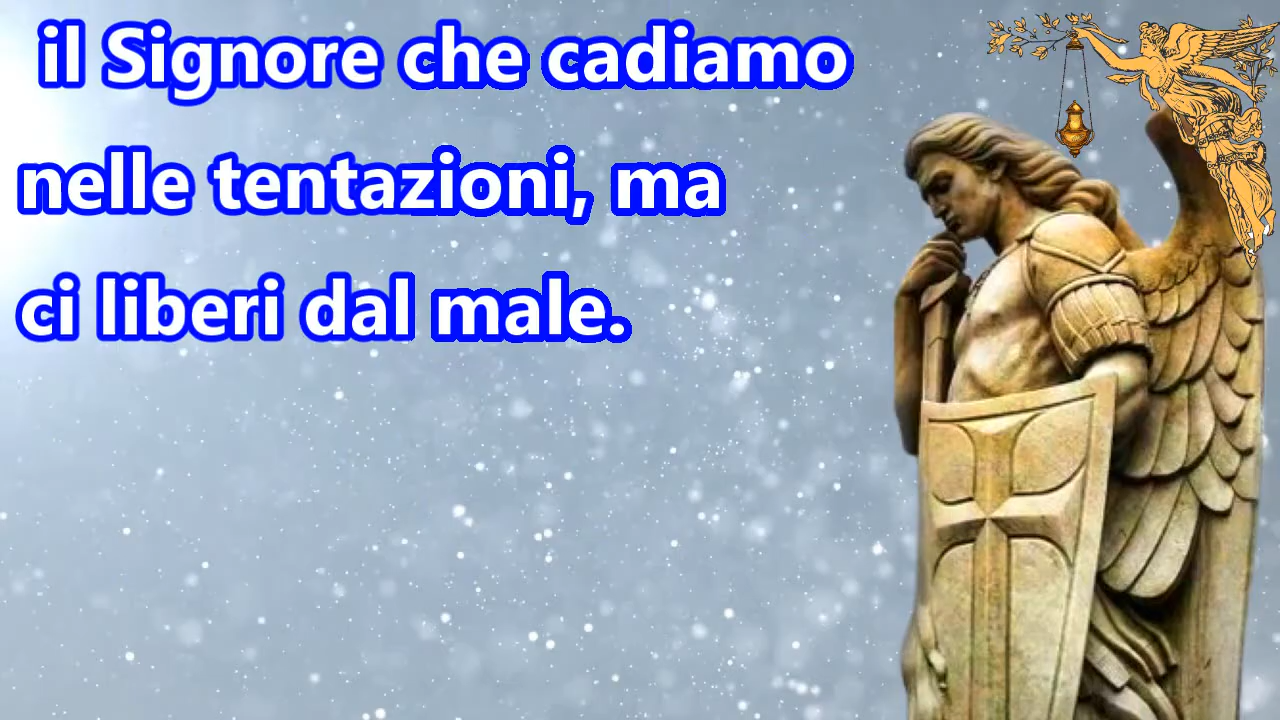 il Signore che cadiamo
nelle tentazioni, ma
ci liberi dal male.